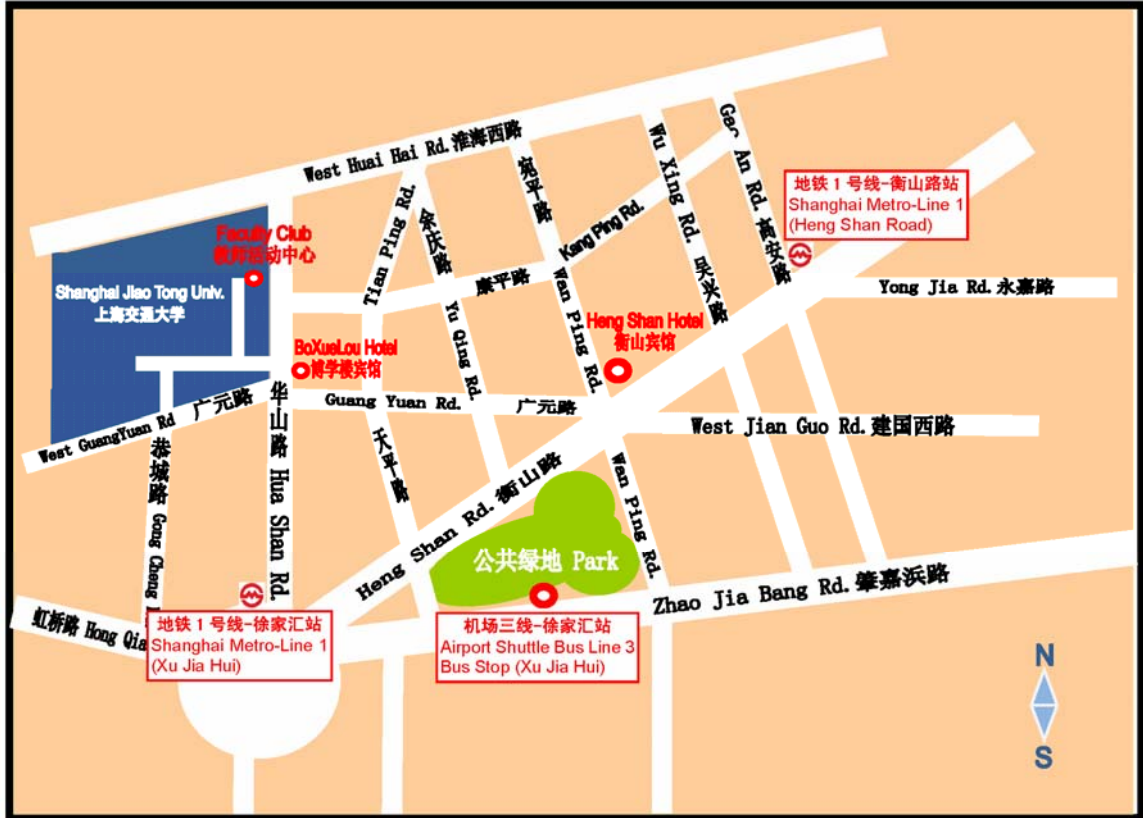 West Huai Hai Rd. 淮海西路
Gao An Rd. 高安路
Wu Xing Rd. 吴兴路
宛平路
地铁 1 号线-衡山路站
Shanghai Metro-Line 1
(Heng Shan Road)
Faculty Club
教师活动中心
Tian Ping Rd.
余庆路
Yu Qing Rd.
Kang Ping Rd.
康平路
Wan Ping Rd.
Shanghai Jiao Tong Univ.
上海交通大学
Yong Jia Rd. 永嘉路
Heng Shan Hotel
衡山宾馆
BoXueLou Hotel
博学楼宾馆
West GuangYuan Rd 广元路
Guang Yuan Rd. 广元路
West Jian Guo Rd. 建国西路
华山路 Hua Shan Rd.
天平路
恭城路 Gong Cheng
Heng Shan Rd. 衡山路
Wan Ping Rd.
公共绿地 Park
Zhao Jia Bang Rd. 肇嘉浜路
虹桥路 Hong Qia
地铁 1 号线-徐家汇站
Shanghai Metro-Line 1
(Xu Jia Hui)
机场三线-徐家汇站
Airport Shuttle Bus Line 3
Bus Stop (Xu Jia Hui)
N
S